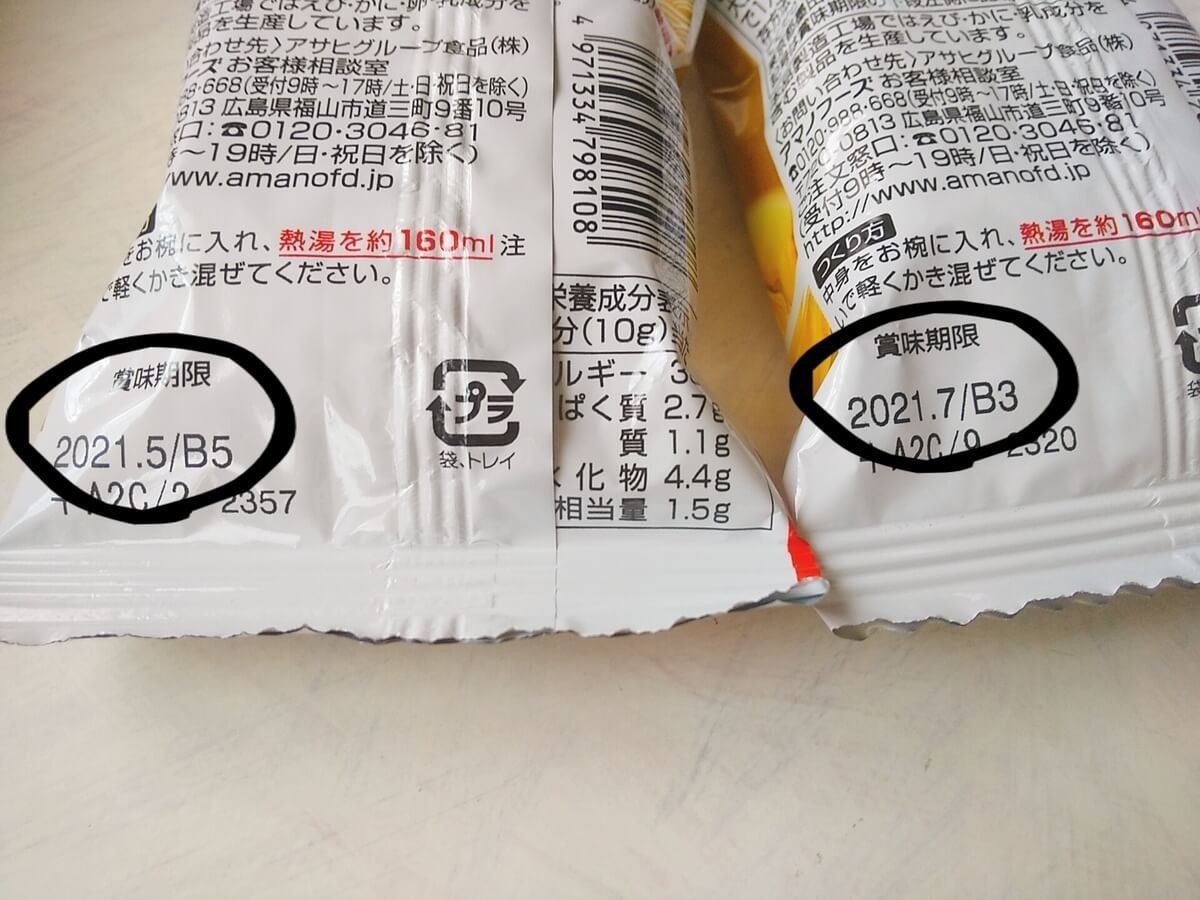 造工場ではえび・かに・卵・乳成分を
を生産しています。
合わせ先〉アサヒグループ食品(株)
ーズ お客様相談室
668(受付9時〜17時/土・日・祝日を除く)
813 広島県福山市道三町9番10号
口:☎0120・3046・81
〜19時/日・祝日を除く)
www.amanofd.jp
をお椀に入れ、熱湯を約160ml注
で軽くかき混ぜてください。
賞味期限
2021.5/B5
2357
プラ
袋、トレイ
4 971334 798108
栄養成分
分(10g)
ルギー
ぱく質 2.7g
質 1.1g
化物 4.4g
相当量 1.5g
造工場ではえび・かに 乳成分を
む製品を生産しています。
〈お問い合わせ先〉アサヒグループ食品(株)
アマノフーズ お客様相談室
☎0120・988・668(受付9時〜17時/土・日・祝日を除く)
0813 広島県福山市道三町9番10号
ご注文窓口:☎0120・3046・81
(受付9時〜19時/日・祝日を除く)
http://www.amanofd.jp
つくり方
中身をお椀に入れ、熱湯を約160m
いで軽くかき混ぜてください。
賞味期限
2021.7/B3
2320